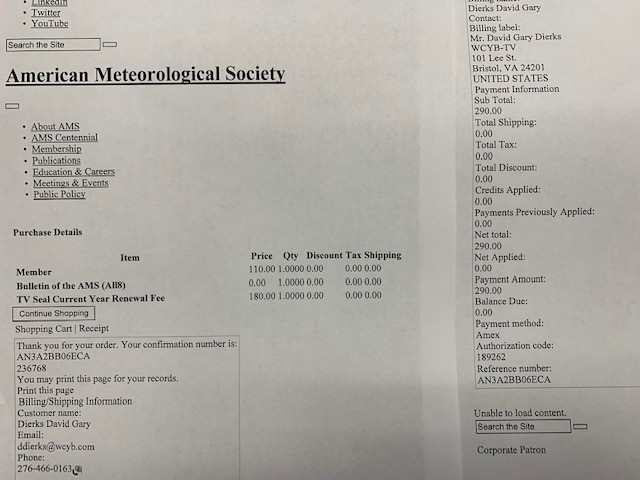 LinkedIn
Twitter
YouTube
Search the Site
American Meteorological Society
About AMS
AMS Centennial
Membership
Publications
Education & Careers
Meetings & Events
Public Policy
Purchase Details
Item Price Qty Discount Tax Shipping
Member 110.00 1.0000 0.00 0.00 0.00
Bulletin of the AMS (All8) 0.00 1.0000 0.00 0.00 0.00
TV Seal Current Year Renewal Fee 180.00 1.0000 0.00 0.00 0.00
Continue Shopping
Shopping Cart | Receipt
Thank you for your order. Your confirmation number is:
AN3A2BB06ECA
236768
You may print this page for your records.
Print this page
Billing/Shipping Information
Customer name:
Dierks David Gary
Email:
ddierks@wcyb.com
Phone:
276-466-0163
Billing name:
Dierks David Gary
Contact:
Billing label:
Mr. David Gary Dierks
WCYB-TV
101 Lee St.
Bristol, VA 24201
UNITED STATES
Payment Information
Sub Total:
290.00
Total Shipping:
0.00
Total Tax:
0.00
Total Discount:
0.00
Credits Applied:
0.00
Payments Previously Applied:
0.00
Net total:
290.00
Net Applied:
0.00
Payment Amount:
290.00
Balance Due:
0.00
Payment method:
Amex
Authorization code:
189262
Reference number:
AN3A2BB06ECA
Unable to load content.
Search the Site
Corporate Patron